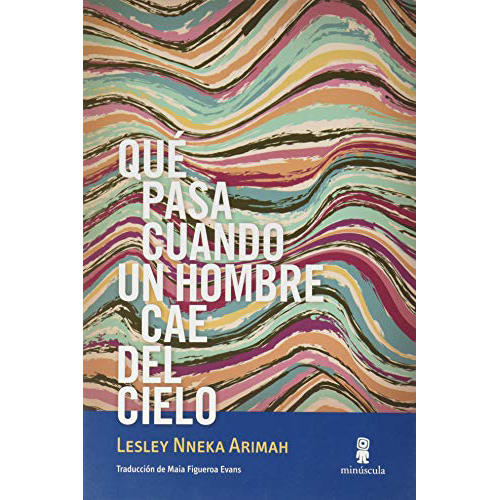 QUÉ
PASA
CUANDO
UN HOMBRE
CAE
DEL
CIELO
LESLEY NNEKA ARIMAH
Traducción de Maia Figueroa Evans
minúscula